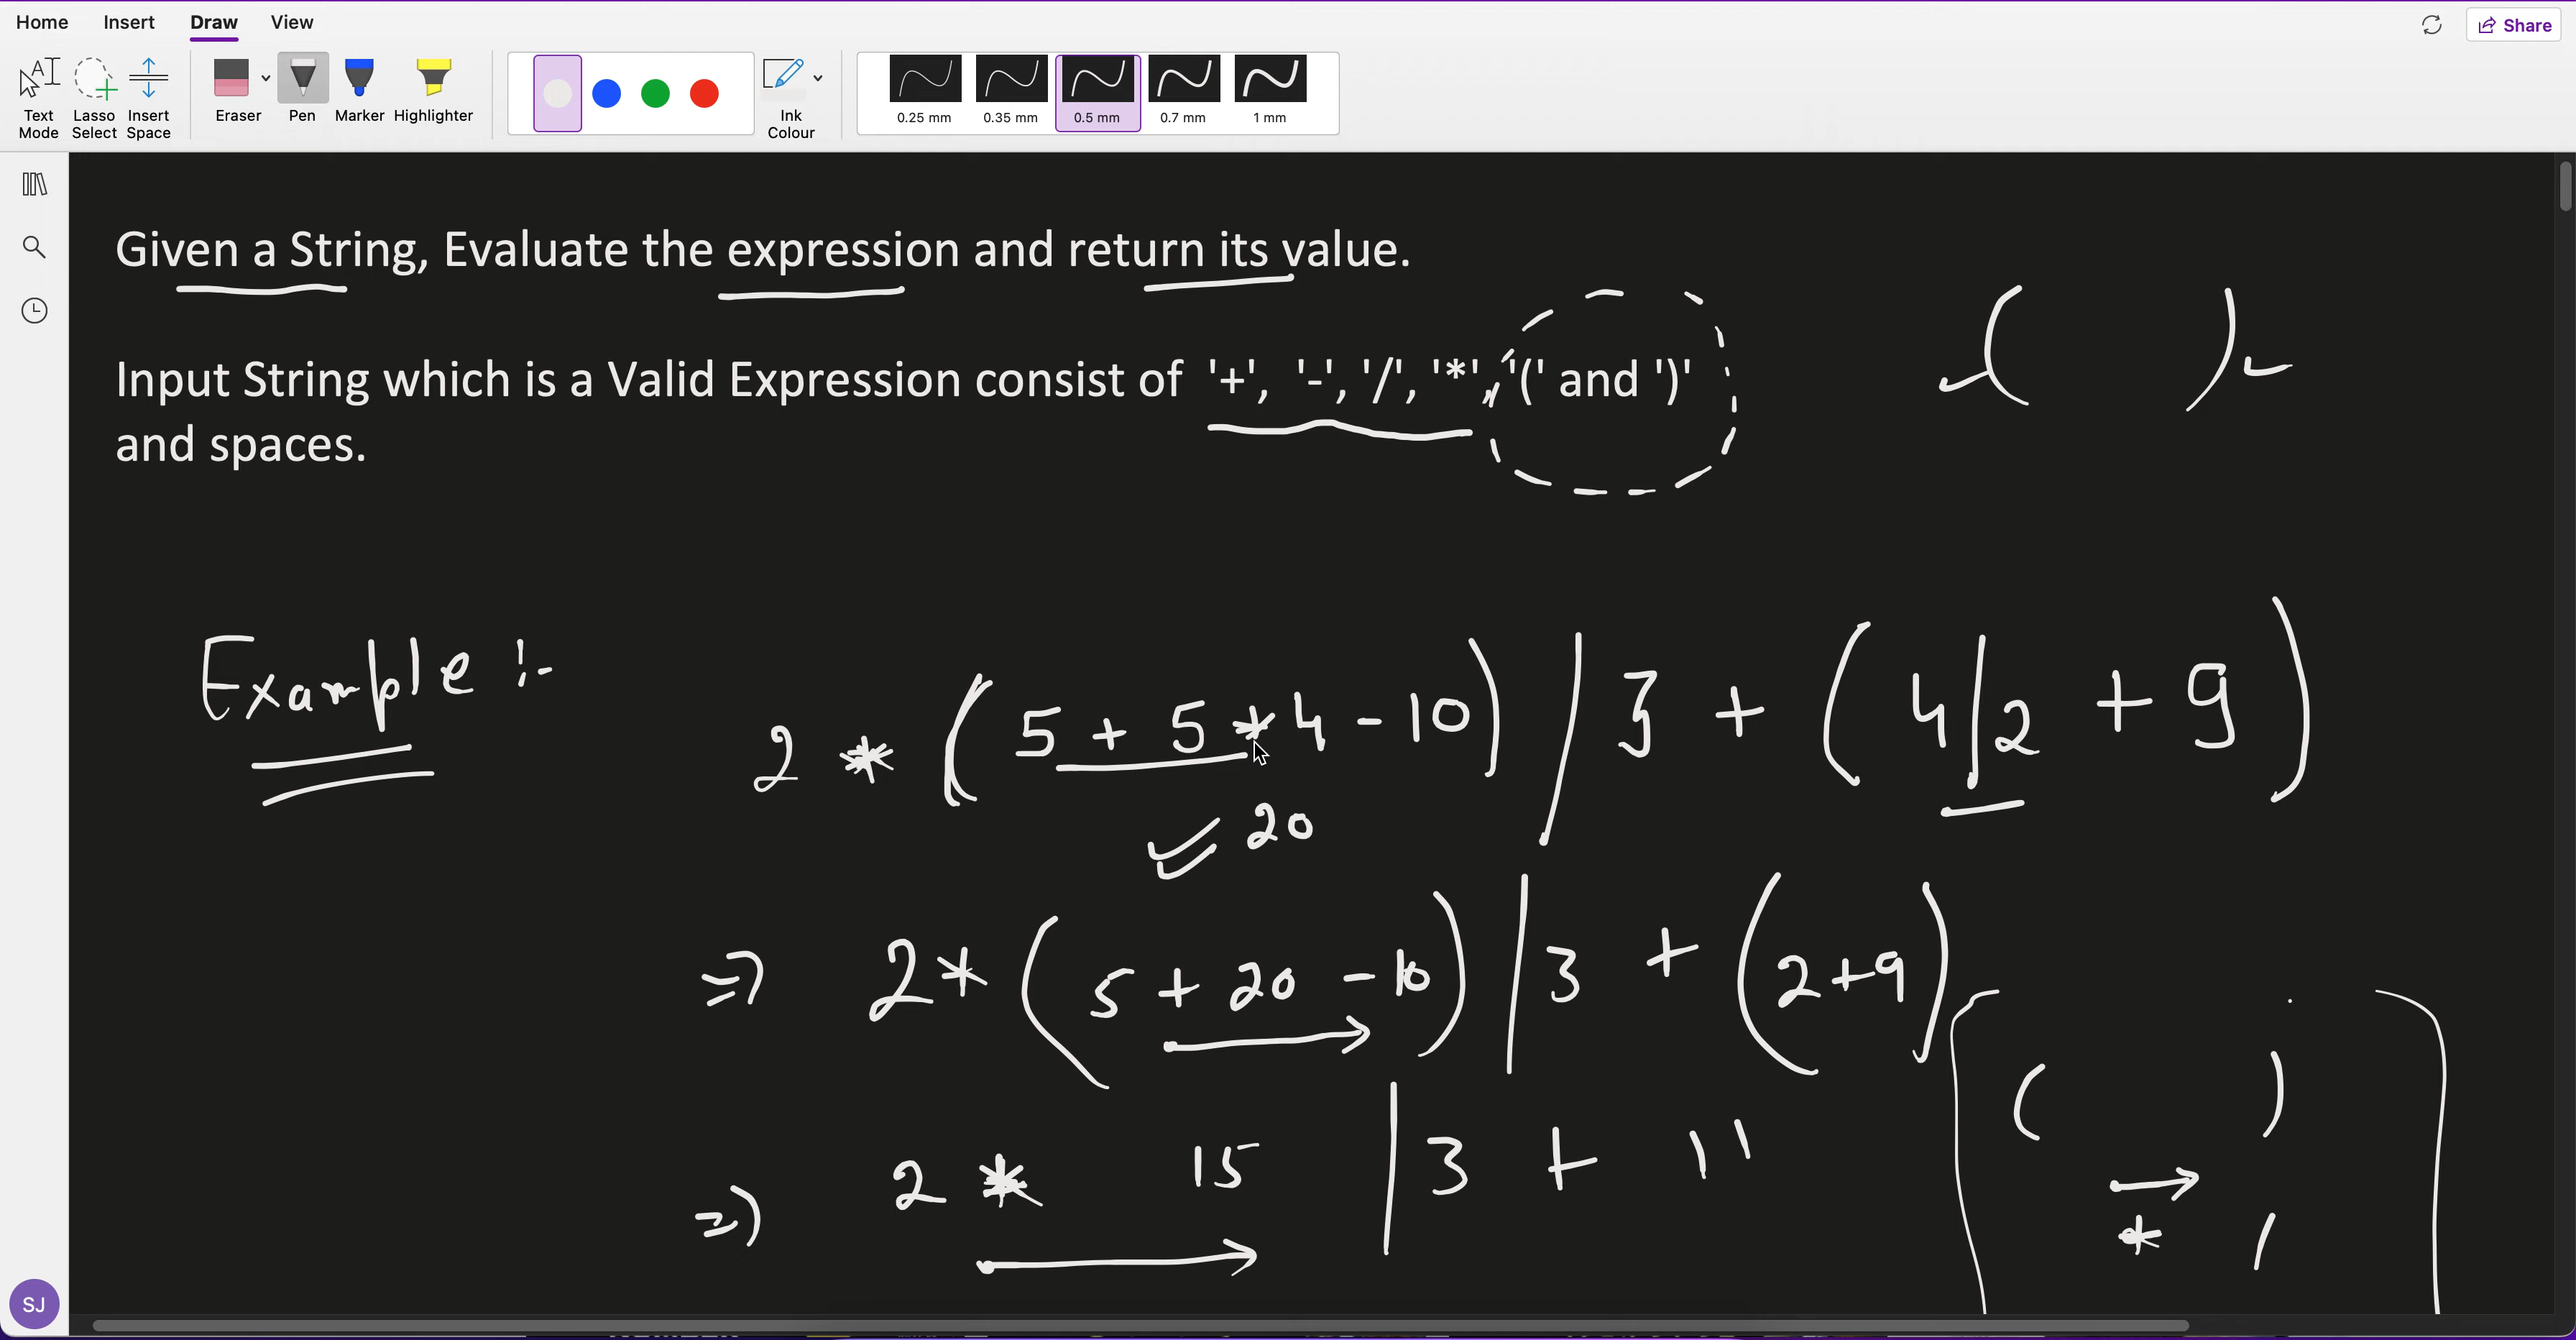 Home Insert Draw View
Share
Text Mode
Lasso Select
Insert Space
Eraser
Pen
Marker
Highlighter
Ink Colour
0.25 mm 0.35 mm 0.5 mm 0.7 mm 1 mm
Given a String, Evaluate the expression and return its value.
( )
Input String which is a Valid Expression consist of '+', '-', '/', '*', '(' and ')'
and spaces.
Example :-
2 * ( 5 + 5 * 4 - 10 ) / 3 + ( 4 / 2 + 9 )
20
=> 2 * ( 5 + 20 - 10 ) / 3 + ( 2 + 9 )
( )
=> 2 * 15 / 3 + 11
* /
SJ